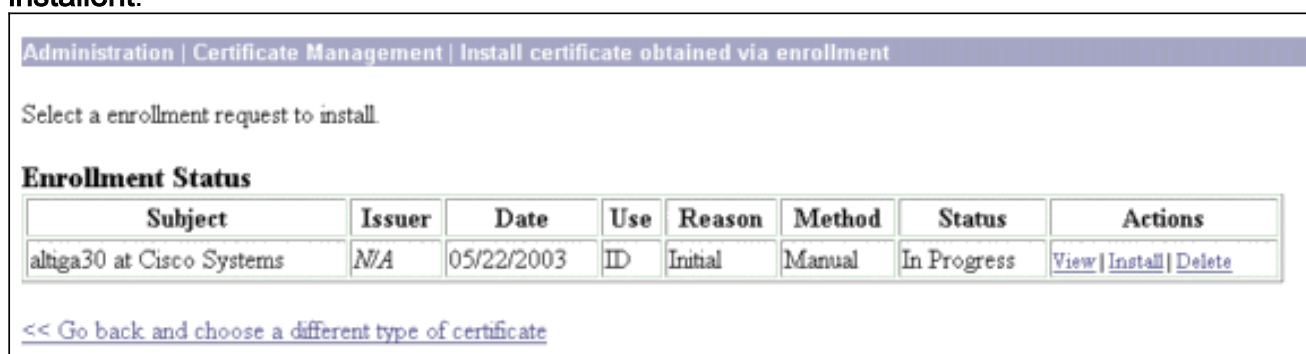 Installent.
Administration | Certificate Management | Install certificate obtained via enrollment
Select a enrollment request to install.
Enrollment Status
Subject Issuer Date Use Reason Method Status Actions
altiga30 at Cisco Systems N/A 05/22/2003 ID Initial Manual In Progress View | Install | Delete
<< Go back and choose a different type of certificate